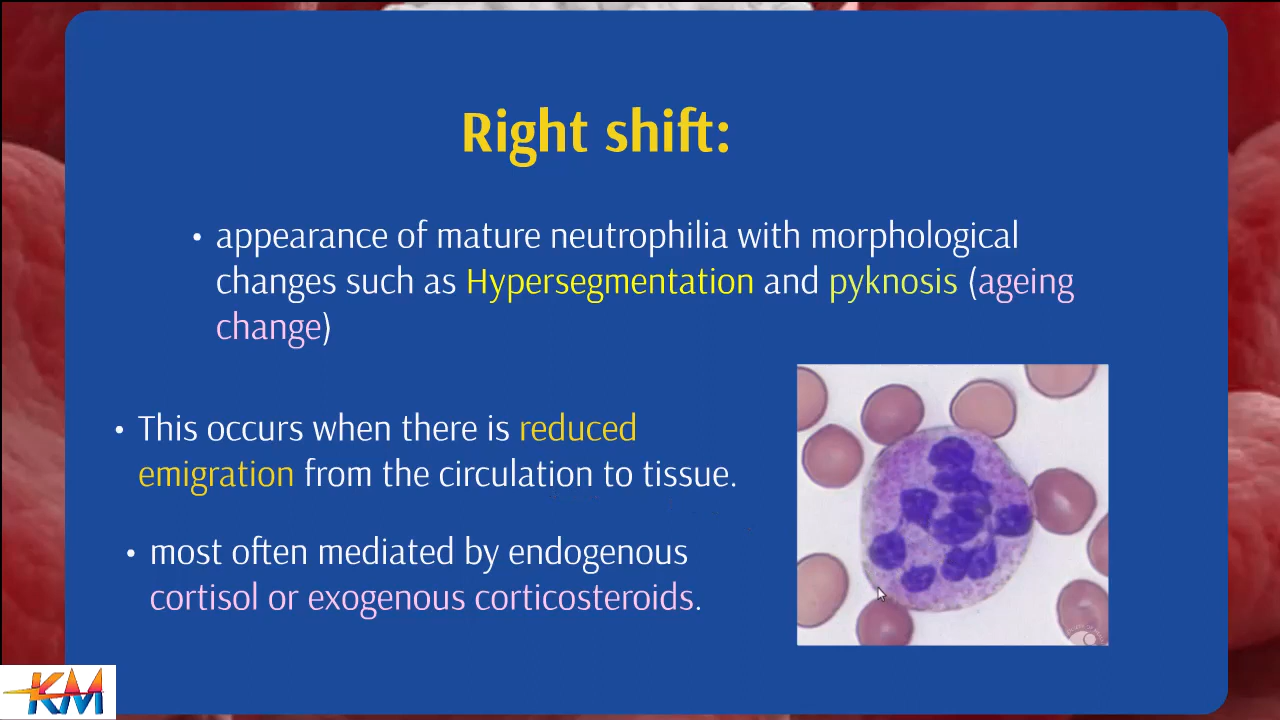 Right shift:
• appearance of mature neutrophilia with morphological
changes such as Hypersegmentation and pyknosis (ageing
change)
• This occurs when there is reduced
emigration from the circulation to tissue.
• most often mediated by endogenous
cortisol or exogenous corticosteroids.
KM